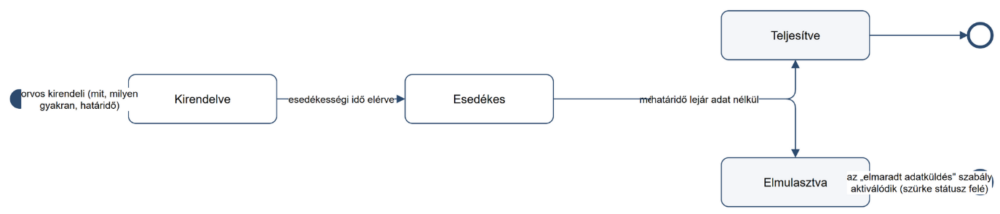 Teljesítve
orvos kirendeli (mit, milyen
gyakran, határidő)
Kirendelve
esedékességi idő elérve
Esedékes
határidő lejár adat nélkül
Elmulasztva
az „elmaradt adatküldés" szabály
aktiválódik (szürke státusz felé)